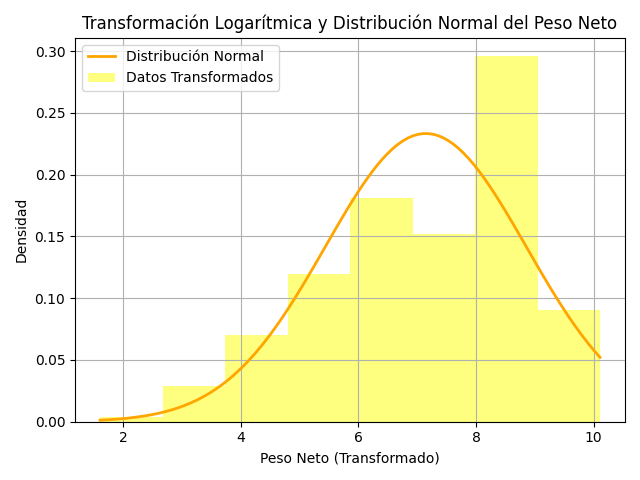 Transformación Logarítmica y Distribución Normal del Peso Neto
Distribución Normal
Datos Transformados
Densidad
0.30
0.25
0.20
0.15
0.10
0.05
0.00
2 4 6 8 10
Peso Neto (Transformado)